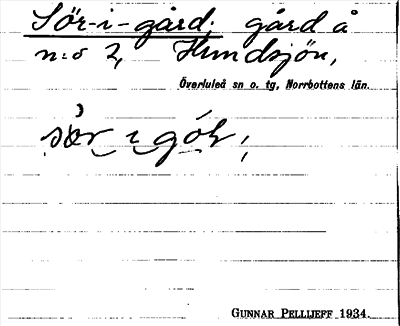 Sör-i-gård; gård å
n:o 2, Hundsjön,
Överluleå sn o. tg, Norrbottens län.
GUNNAR PELLIJEFF 1934.